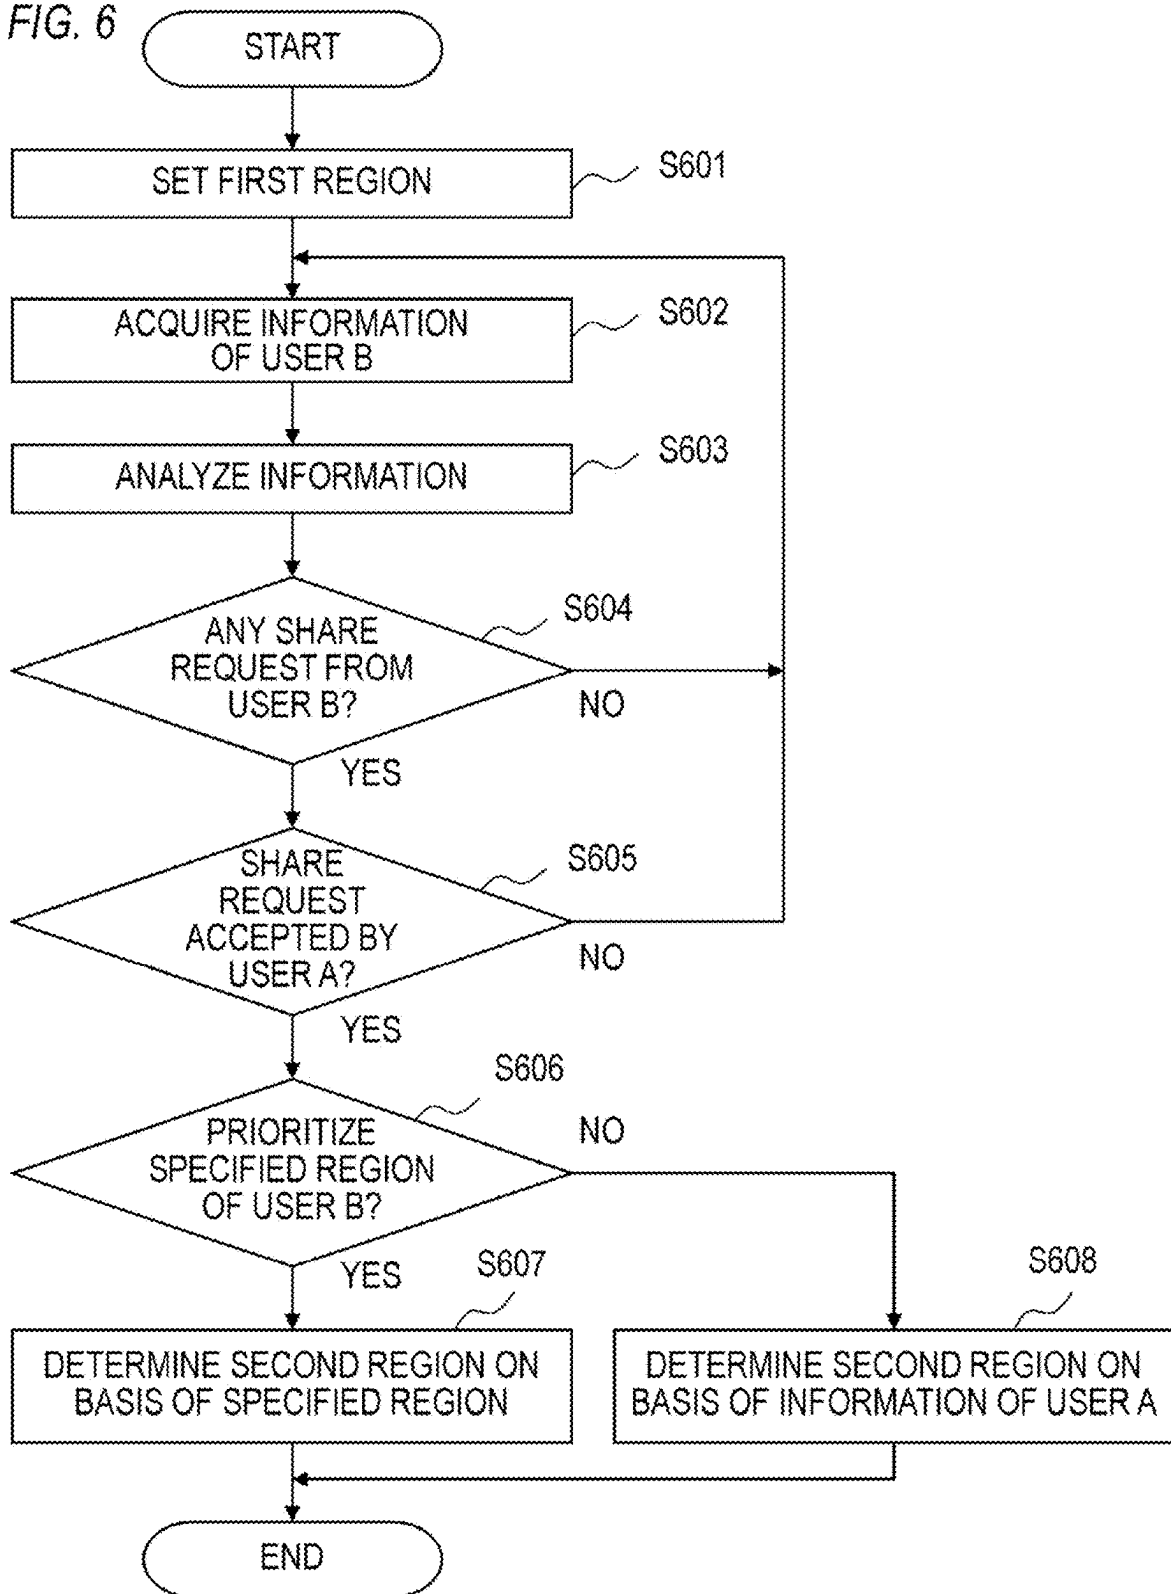 FIG. 6
START
SET FIRST REGION
S601
ACQUIRE INFORMATION
OF USER B
S602
ANALYZE INFORMATION
S603
ANY SHARE
REQUEST FROM
USER B?
S604
NO
YES
SHARE
REQUEST
ACCEPTED BY
USER A?
S605
NO
YES
PRIORITIZE
SPECIFIED REGION
OF USER B?
S606
NO
YES
S607
DETERMINE SECOND REGION ON
BASIS OF SPECIFIED REGION
S608
DETERMINE SECOND REGION ON
BASIS OF INFORMATION OF USER A
END